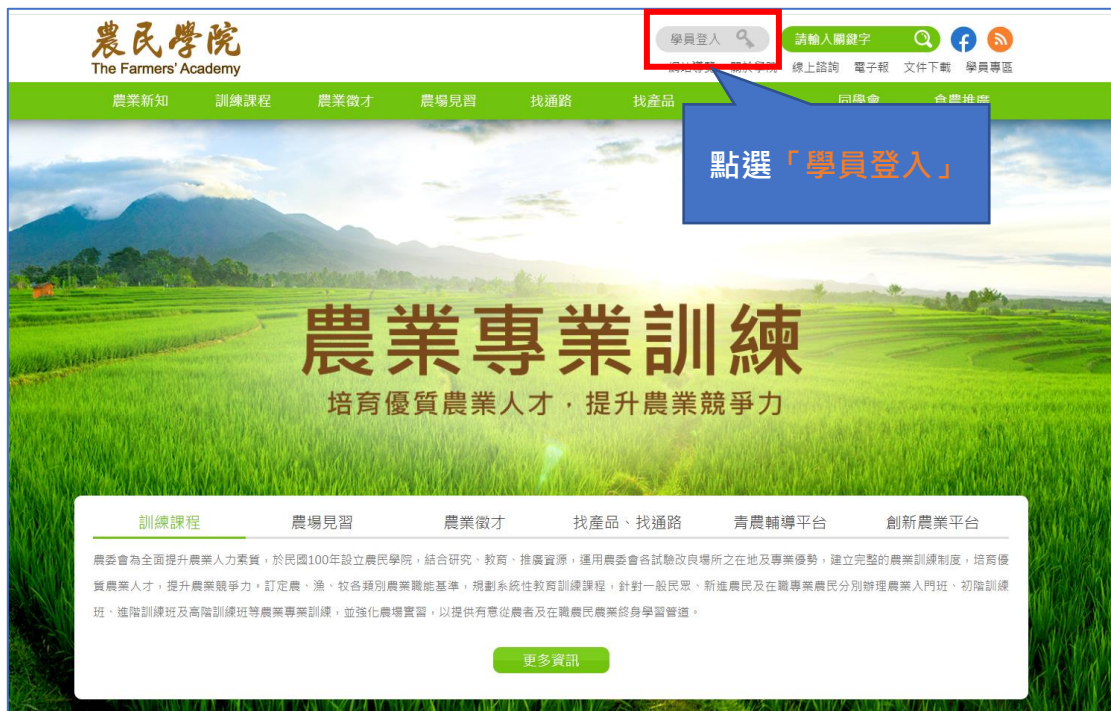 農民學院
The Farmers' Academy
學員登入
請輸入關鍵字
網站導覽 關於學院 線上諮詢 電子報 文件下載 學員專區
農業新知 訓練課程 農業徵才 農場見習 找通路 找產品 同學會 食農推廣
點選「學員登入」
農業專業訓練
培育優質農業人才，提升農業競爭力
訓練課程 農場見習 農業徵才 找產品、找通路 青農輔導平台 創新農業平台
農委會為全面提升農業人力素質，於民國100年設立農民學院，結合研究、教育、推廣資源，運用農委會各試驗改良場所之在地及專業優勢，建立完整的農業訓練制度，培育優
質農業人才，提升農業競爭力。訂定農、漁、牧各類別農業職能基準，規劃系統性教育訓練課程，針對一般民眾、新進農民及在職專業農民分別辦理農業入門班、初階訓練
班、進階訓練班及高階訓練班等農業專業訓練，並強化農場實習，以提供有意從農者及在職農民農業終身學習管道。
更多資訊